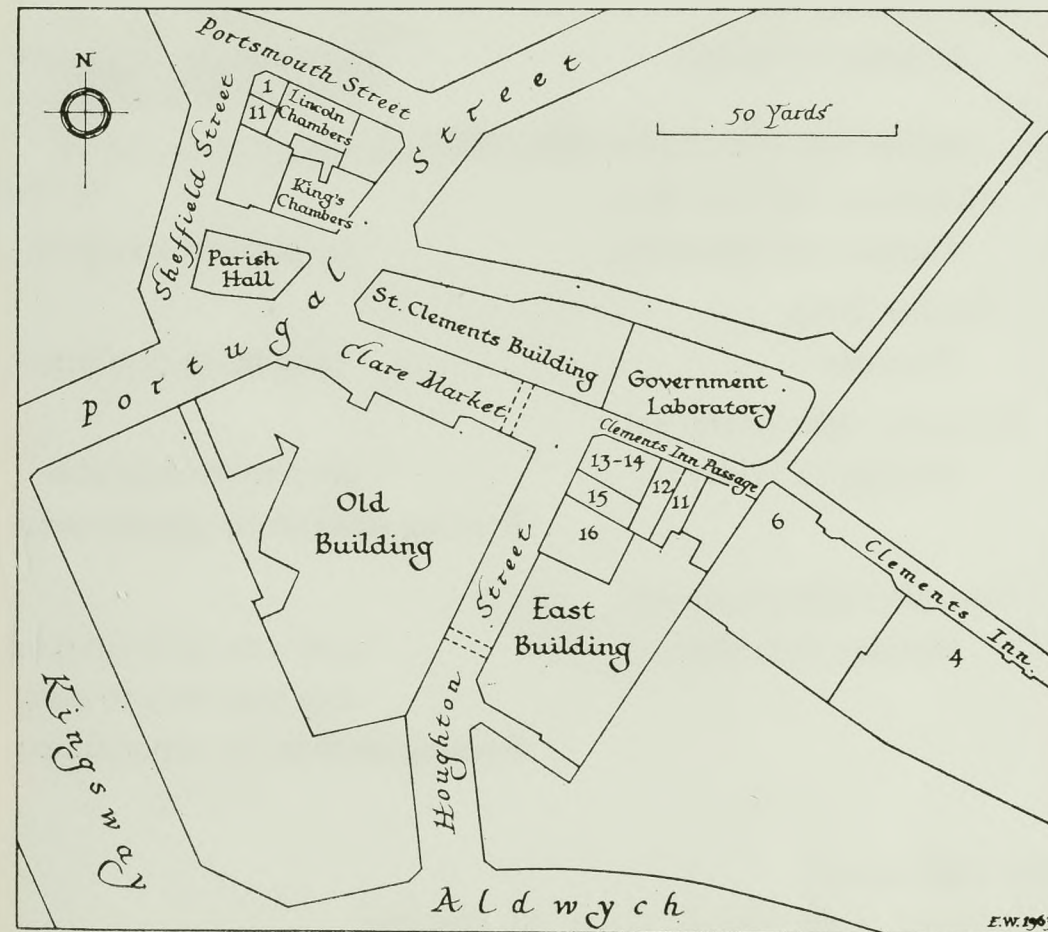 Portsmouth Street
N
Sheffield Street
1
11
Lincoln
Chambers
King's
Chambers
Parish
Hall
Portugal Street
50 Yards
St. Clements Building
Government
Laboratory
Clare Market
Clements Inn Passage
13-14
15
16
12
11
6
4
Clements Inn.
Old
Building
East
Building
Houghton Street
Kingsway
Aldwych
E.W.